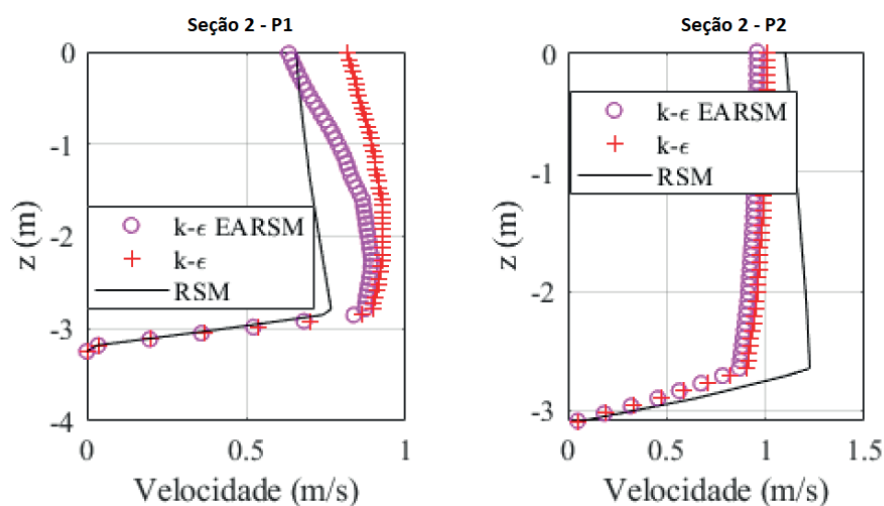 Seção 2 - P1
0
-1
-2
-3
-4
z (m)
k-ϵ EARSM
k-ϵ
RSM
0
0.5
1
Velocidade (m/s)
Seção 2 - P2
0
-1
-2
-3
z (m)
k-ϵ EARSM
k-ϵ
RSM
0
0.5
1
1.5
Velocidade (m/s)